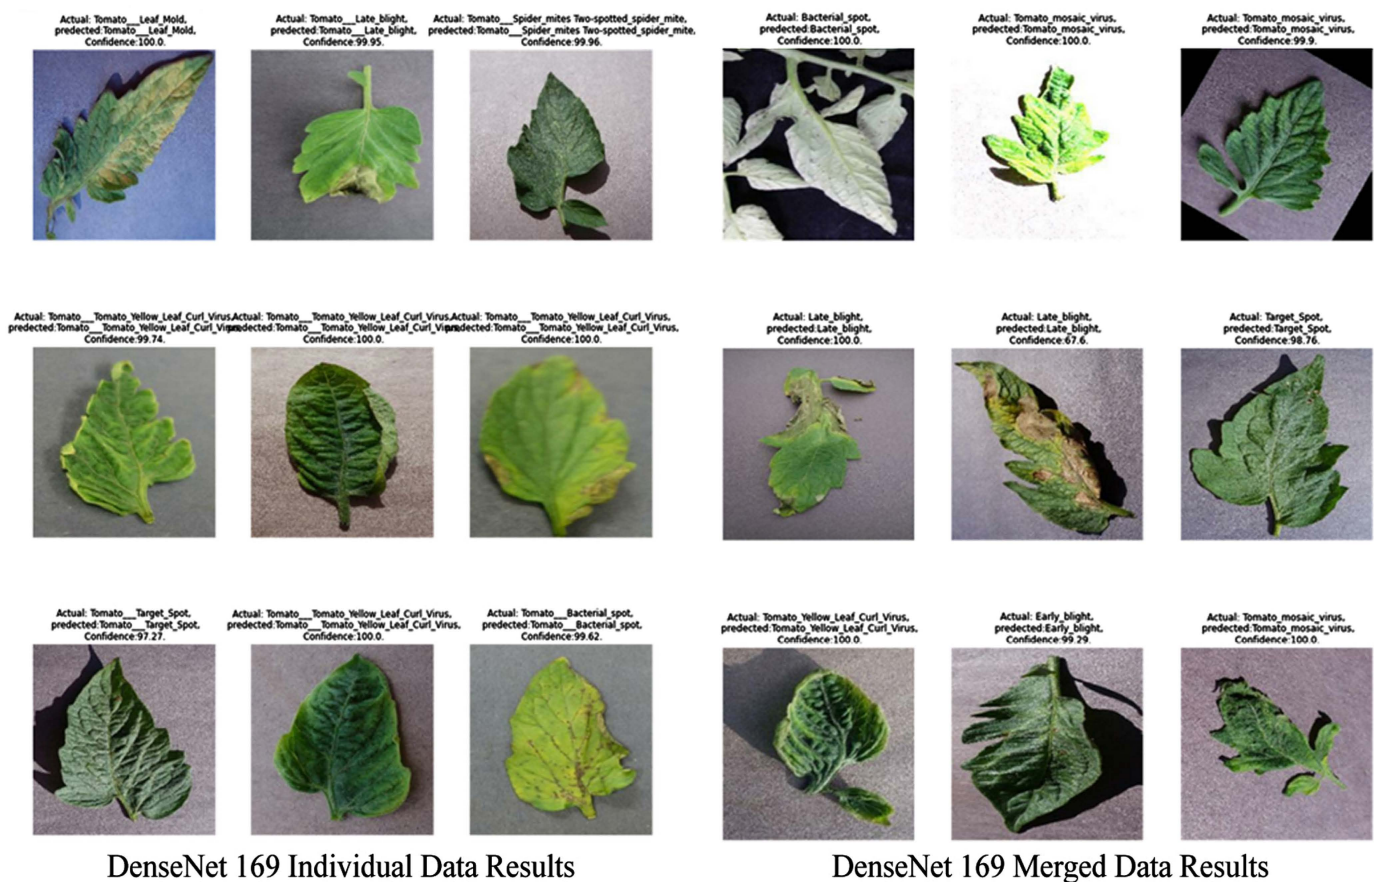 Actual: Tomato___Leaf_Mold,
predected:Tomato___Leaf_Mold,
Confidence:100.0.
Actual: Tomato___Late_blight,
predected:Tomato___Late_blight,
Confidence:99.95.
Actual: Tomato___Spider_mites Two-spotted_spider_mite,
predected:Tomato___Spider_mites Two-spotted_spider_mite,
Confidence:99.96.
Actual: Bacterial_spot,
predected:Bacterial_spot,
Confidence:100.0.
Actual: Tomato_mosaic_virus,
predected:Tomato_mosaic_virus,
Confidence:100.0.
Actual: Tomato_mosaic_virus,
predected:Tomato_mosaic_virus,
Confidence:99.9.
Actual: Tomato___Tomato_Yellow_Leaf_Curl_Virus,
predected:Tomato___Tomato_Yellow_Leaf_Curl_Virus,
Confidence:99.74.
Actual: Tomato___Tomato_Yellow_Leaf_Curl_Virus,
predected:Tomato___Tomato_Yellow_Leaf_Curl_Virus,
Confidence:100.0.
Actual: Tomato___Tomato_Yellow_Leaf_Curl_Virus,
predected:Tomato___Tomato_Yellow_Leaf_Curl_Virus,
Confidence:100.0.
Actual: Late_blight,
predected:Late_blight,
Confidence:100.0.
Actual: Late_blight,
predected:Late_blight,
Confidence:67.6.
Actual: Target_Spot,
predected:Target_Spot,
Confidence:98.76.
Actual: Tomato___Target_Spot,
predected:Tomato___Target_Spot,
Confidence:97.27.
Actual: Tomato___Tomato_Yellow_Leaf_Curl_Virus,
predected:Tomato___Tomato_Yellow_Leaf_Curl_Virus,
Confidence:100.0.
Actual: Tomato___Bacterial_spot,
predected:Tomato___Bacterial_spot,
Confidence:99.62.
Actual: Tomato_Yellow_Leaf_Curl_Virus,
predected:Tomato_Yellow_Leaf_Curl_Virus,
Confidence:100.0.
Actual: Early_blight,
predected:Early_blight,
Confidence:99.29.
Actual: Tomato_mosaic_virus,
predected:Tomato_mosaic_virus,
Confidence:100.0.
DenseNet 169 Individual Data Results
DenseNet 169 Merged Data Results